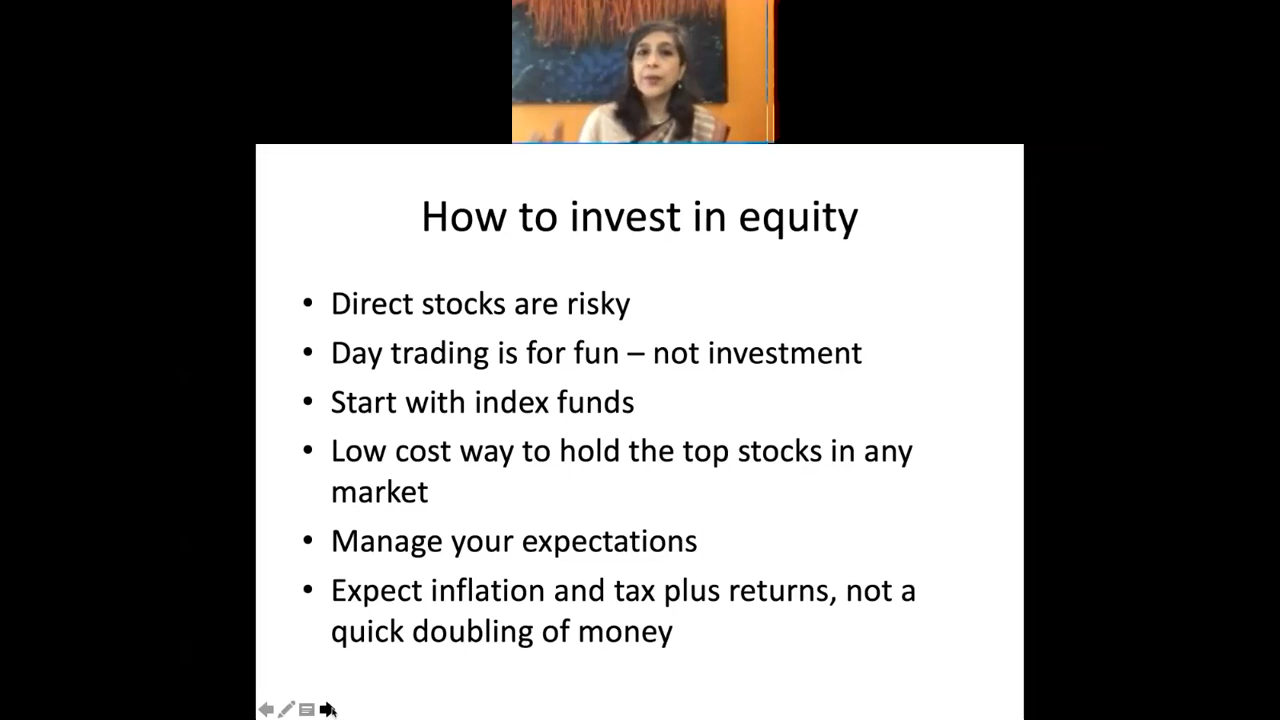 How to invest in equity
• Direct stocks are risky
• Day trading is for fun – not investment
• Start with index funds
• Low cost way to hold the top stocks in any
market
• Manage your expectations
• Expect inflation and tax plus returns, not a
quick doubling of money